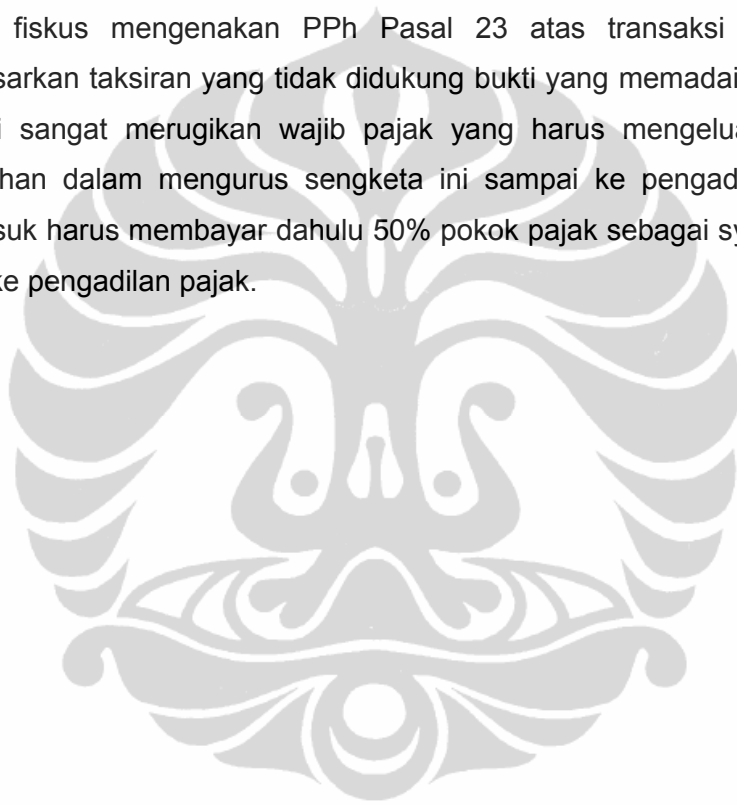 fiskus mengenakan PPh Pasal 23 atas transaksi
sarkan taksiran yang tidak didukung bukti yang memadai
i sangat merugikan wajib pajak yang harus mengelua
han dalam mengurus sengketa ini sampai ke pengad
suk harus membayar dahulu 50% pokok pajak sebagai sy
ke pengadilan pajak.